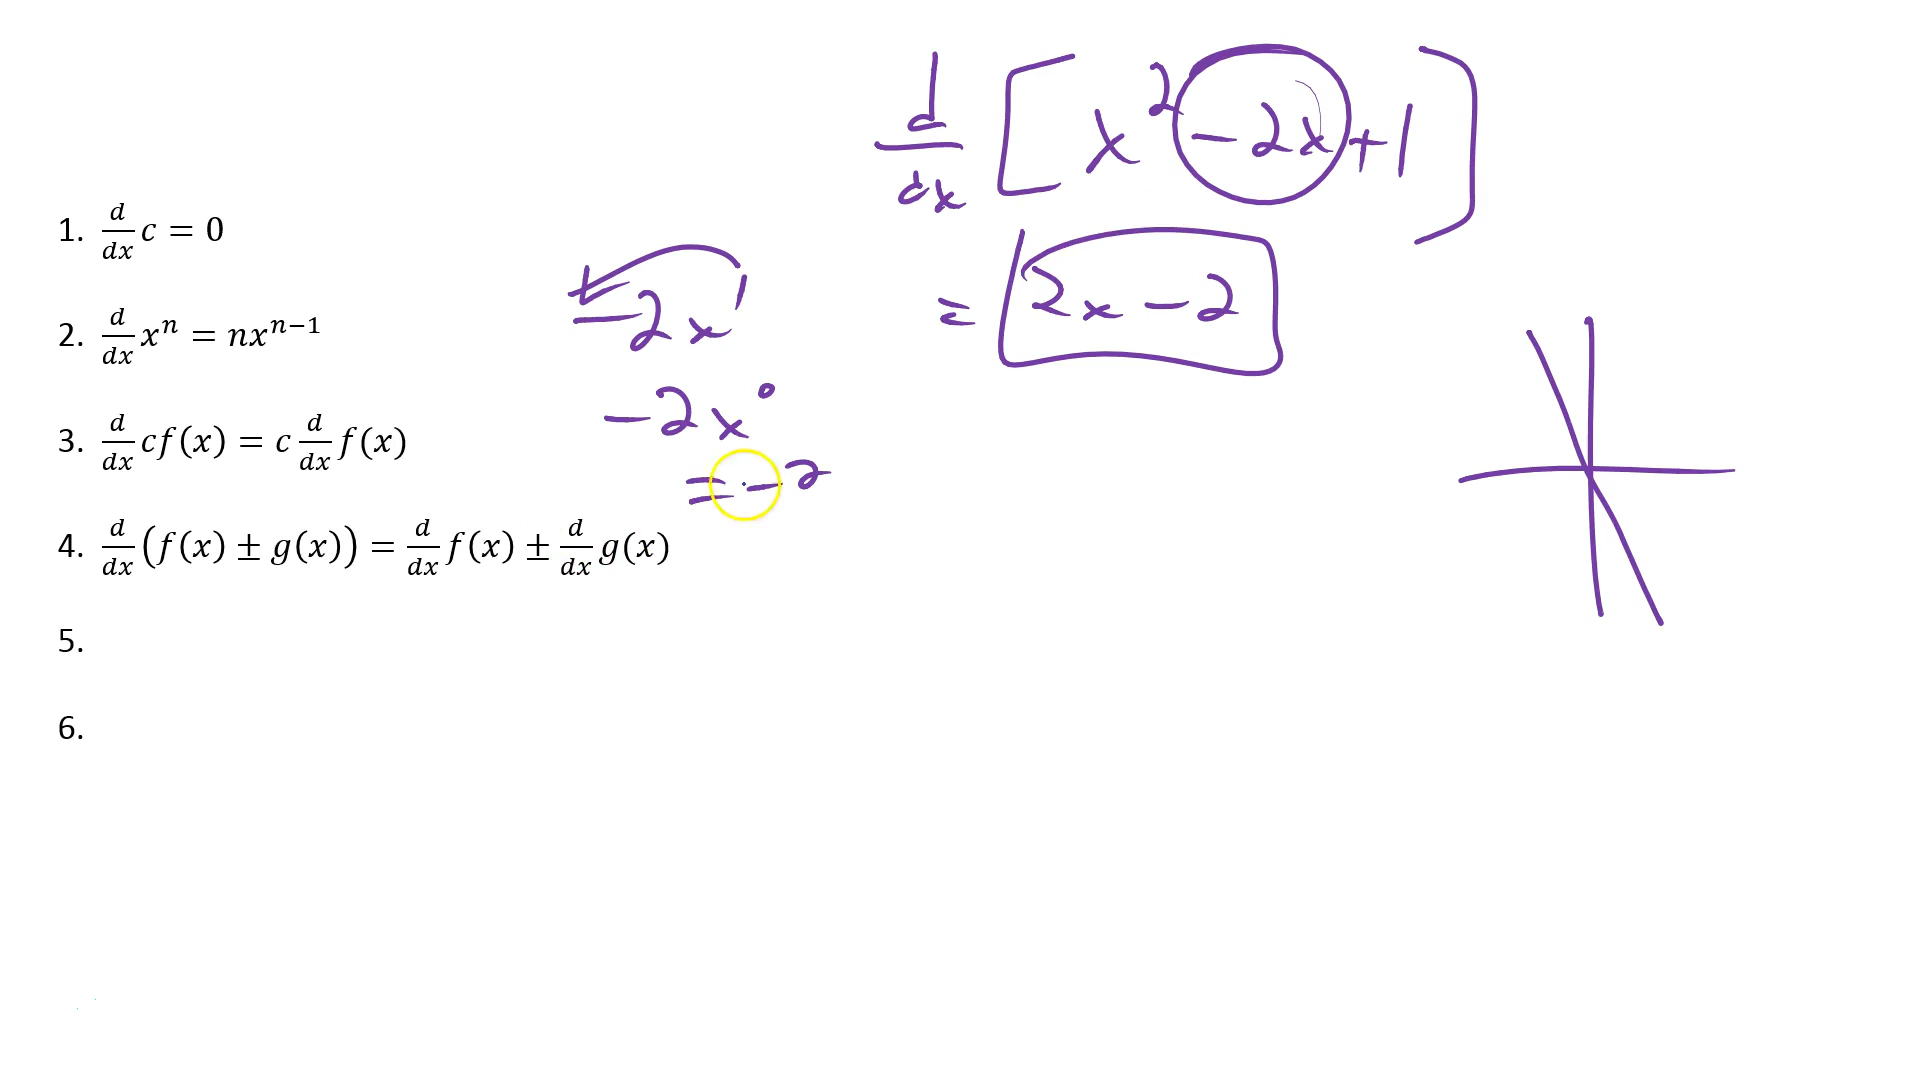 d/dx [x² - 2x + 1]
= 2x - 2
1. d/dx c = 0
2. d/dx xⁿ = nxⁿ⁻¹
3. d/dx cf(x) = c d/dx f(x)
4. d/dx (f(x) ± g(x)) = d/dx f(x) ± d/dx g(x)
5.
6.
-2x¹
-2x⁰
= -2